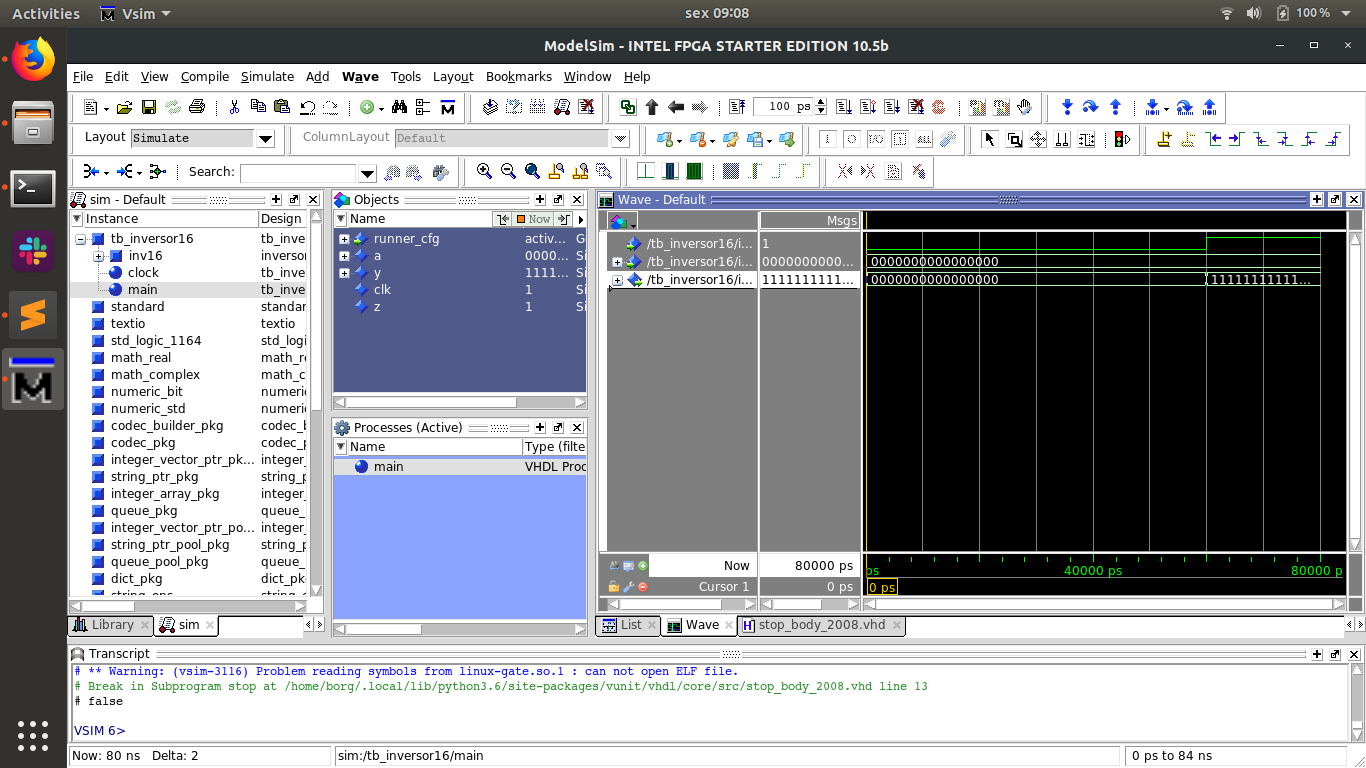 Activities Vsim sex 09:08 100 %
ModelSim - INTEL FPGA STARTER EDITION 10.5b
File Edit View Compile Simulate Add Wave Tools Layout Bookmarks Window Help
100 ps
Layout Simulate ColumnLayout Default
Search:
sim - Default
Instance Design
tb_inversor16 tb_inve
inv16 inversor
clock tb_inve
main tb_inve
standard standar
textio textio
std_logic_1164 std_logi
math_real math_re
math_complex math_c
numeric_bit numeric
numeric_std numeric
codec_builder_pkg codec_b
codec_pkg codec_p
integer_vector_ptr_pk... integer_
string_ptr_pkg string_p
integer_array_pkg integer_
queue_pkg queue_
integer_vector_ptr_po... integer_
string_ptr_pool_pkg string_p
queue_pool_pkg queue_
dict_pkg dict_pk
Library sim
Objects
Name Now
runner_cfg activ... G
a 0000... Si
y 1111... Si
clk 1 Si
z 1 Si
Processes (Active)
Name Type (filte
main VHDL Proc
Wave - Default
Msgs
/tb_inversor16/i... 1
/tb_inversor16/i... 0000000000... 0000000000000000
/tb_inversor16/i... 1111111111... 0000000000000000 11111111111...
Now 80000 ps ps 40000 ps 80000 p
Cursor 1 0 ps 0 ps
List Wave stop_body_2008.vhd
Transcript
# ** Warning: (vsim-3116) Problem reading symbols from linux-gate.so.1 : can not open ELF file.
# Break in Subprogram stop at /home/borg/.local/lib/python3.6/site-packages/vunit/vhdl/core/src/stop_body_2008.vhd line 13
# false
VSIM 6>
Now: 80 ns Delta: 2 sim:/tb_inversor16/main 0 ps to 84 ns